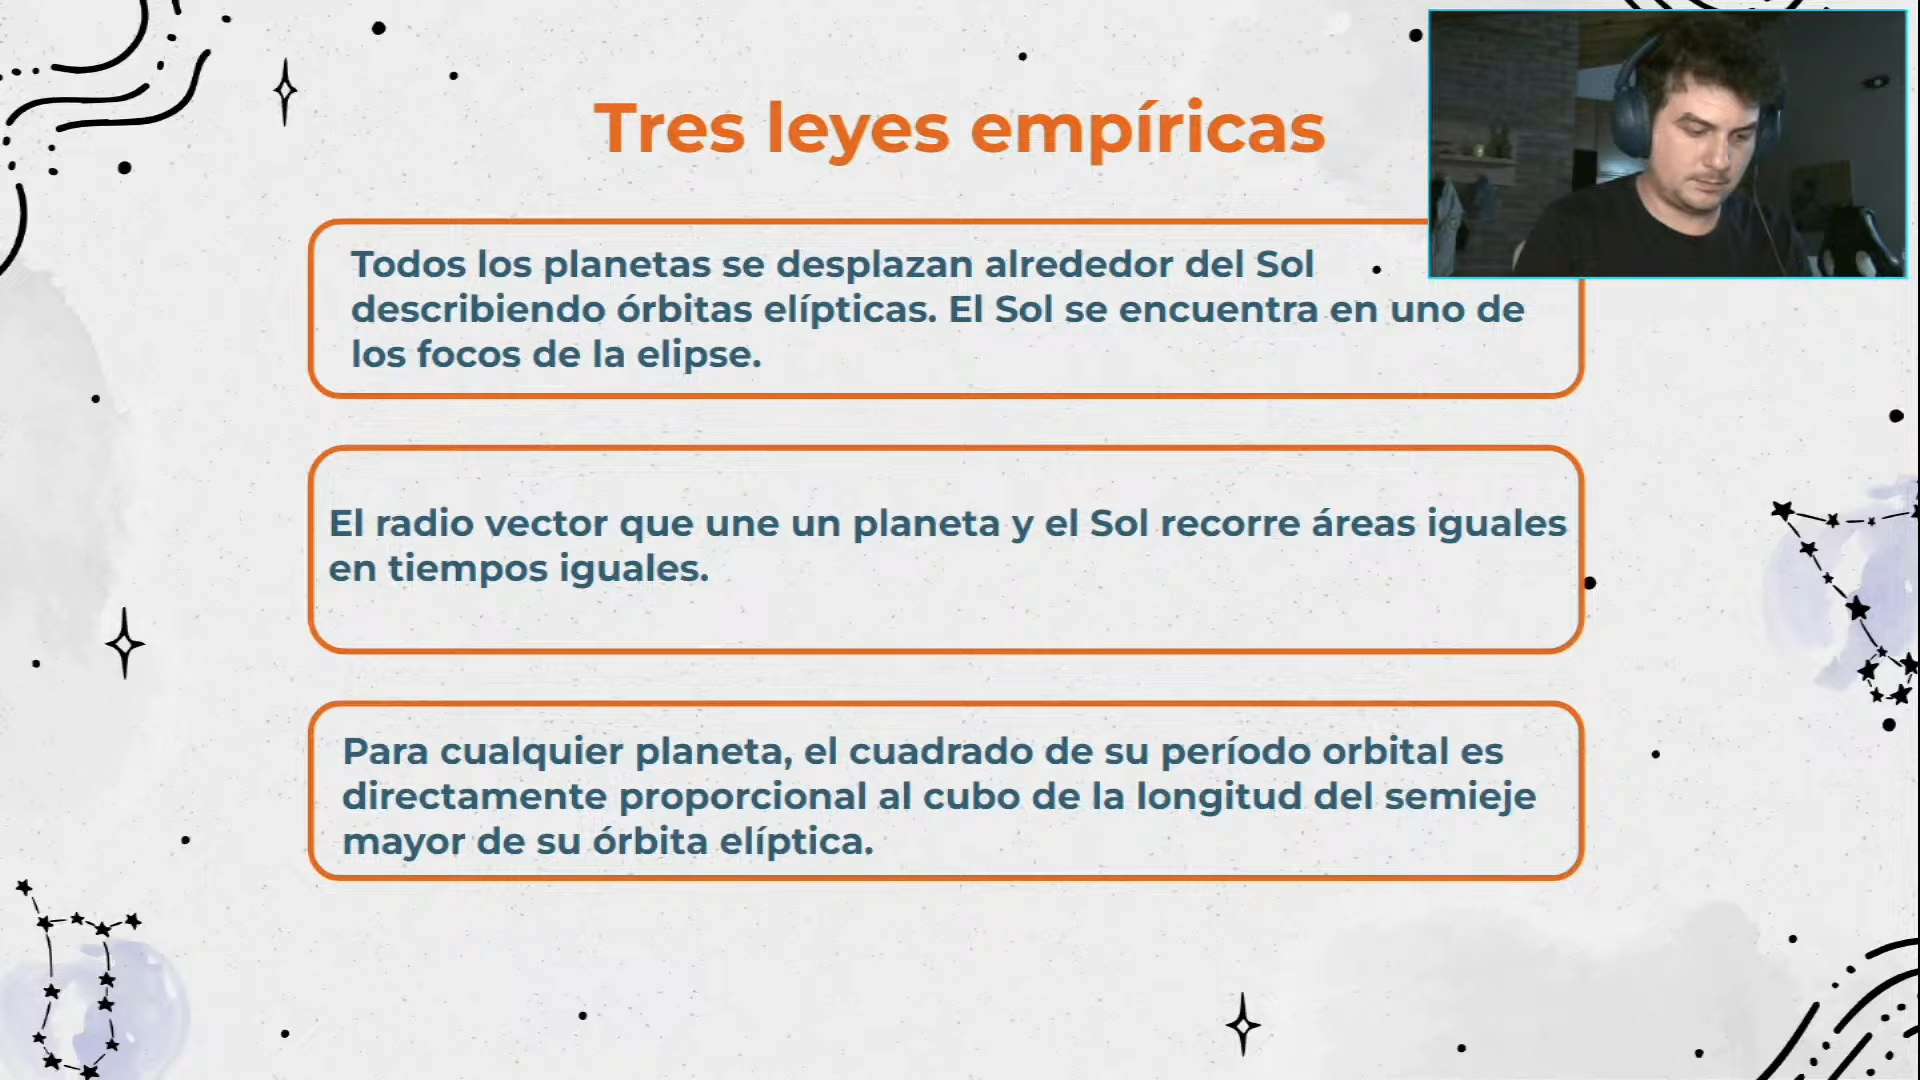 Tres leyes empíricas
Todos los planetas se desplazan alrededor del Sol
describiendo órbitas elípticas. El Sol se encuentra en uno de
los focos de la elipse.
El radio vector que une un planeta y el Sol recorre áreas iguales
en tiempos iguales.
Para cualquier planeta, el cuadrado de su período orbital es
directamente proporcional al cubo de la longitud del semieje
mayor de su órbita elíptica.